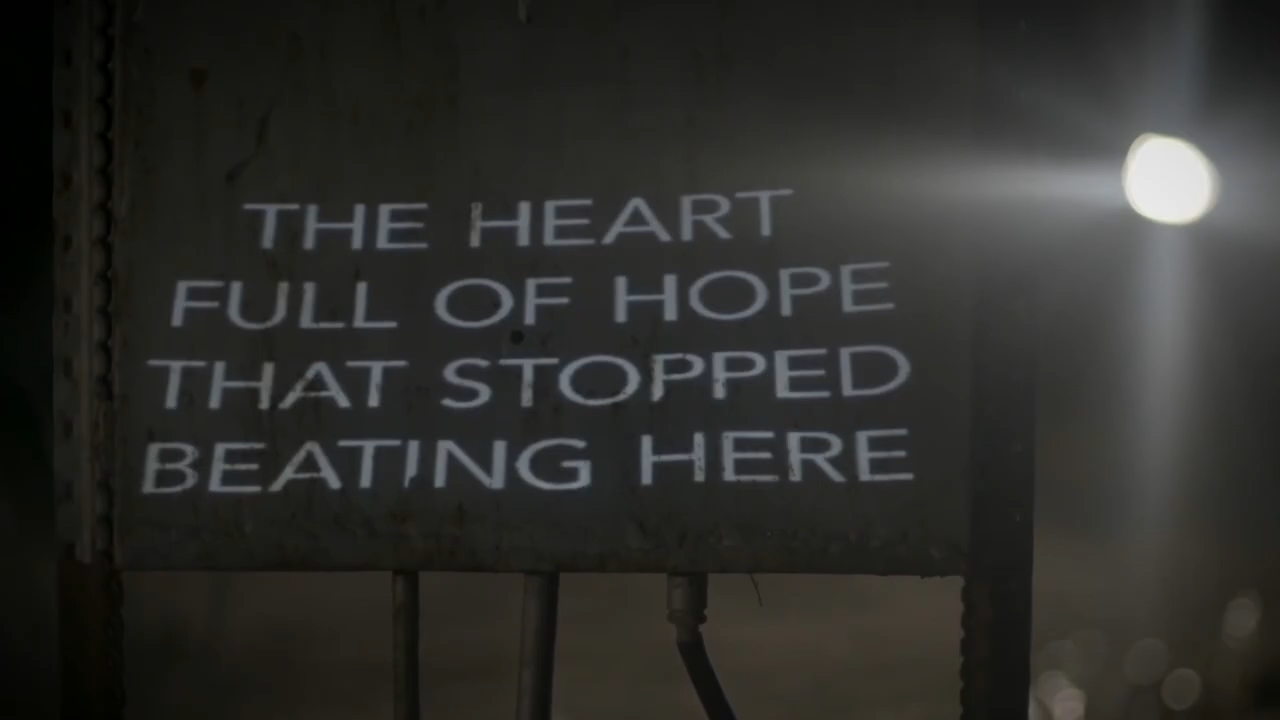 THE HEART
FULL OF HOPE
THAT STOPPED
BEATING HERE